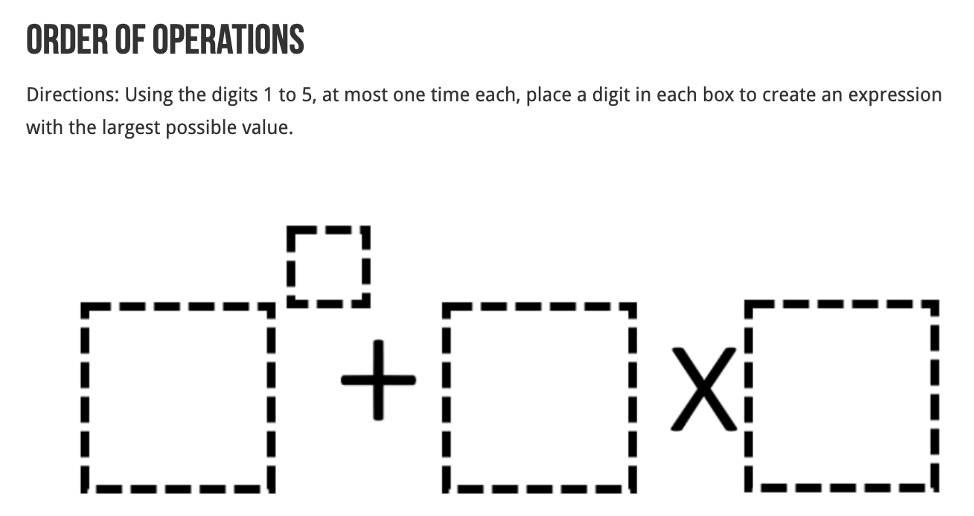 ORDER OF OPERATIONS
Directions: Using the digits 1 to 5, at most one time each, place a digit in each box to create an expression
with the largest possible value.
+ X